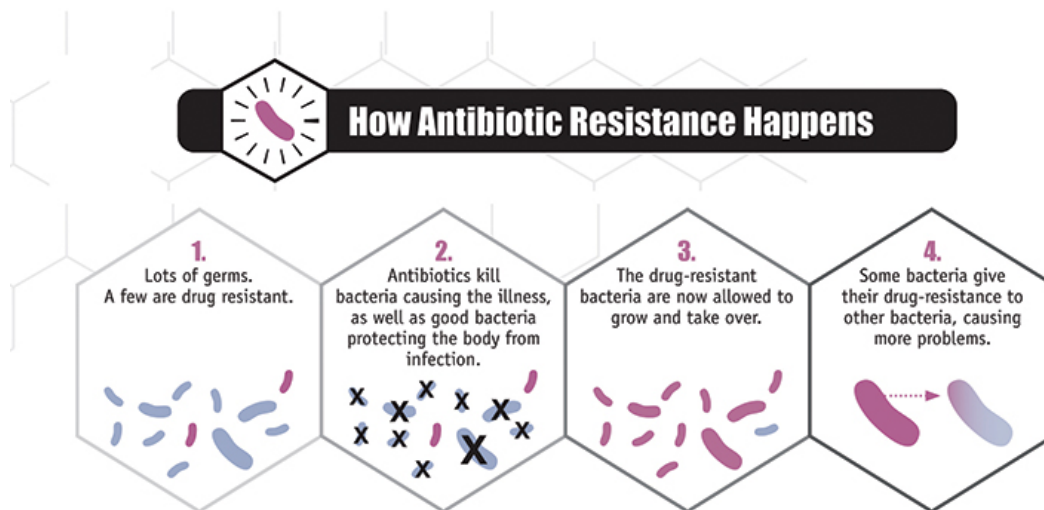 How Antibiotic Resistance Happens
1.
Lots of germs.
A few are drug resistant.
2.
Antibiotics kill
bacteria causing the illness,
as well as good bacteria
protecting the body from
infection.
X X X X X X X X X X
3.
The drug-resistant
bacteria are now allowed to
grow and take over.
4.
Some bacteria give
their drug-resistance to
other bacteria, causing
more problems.